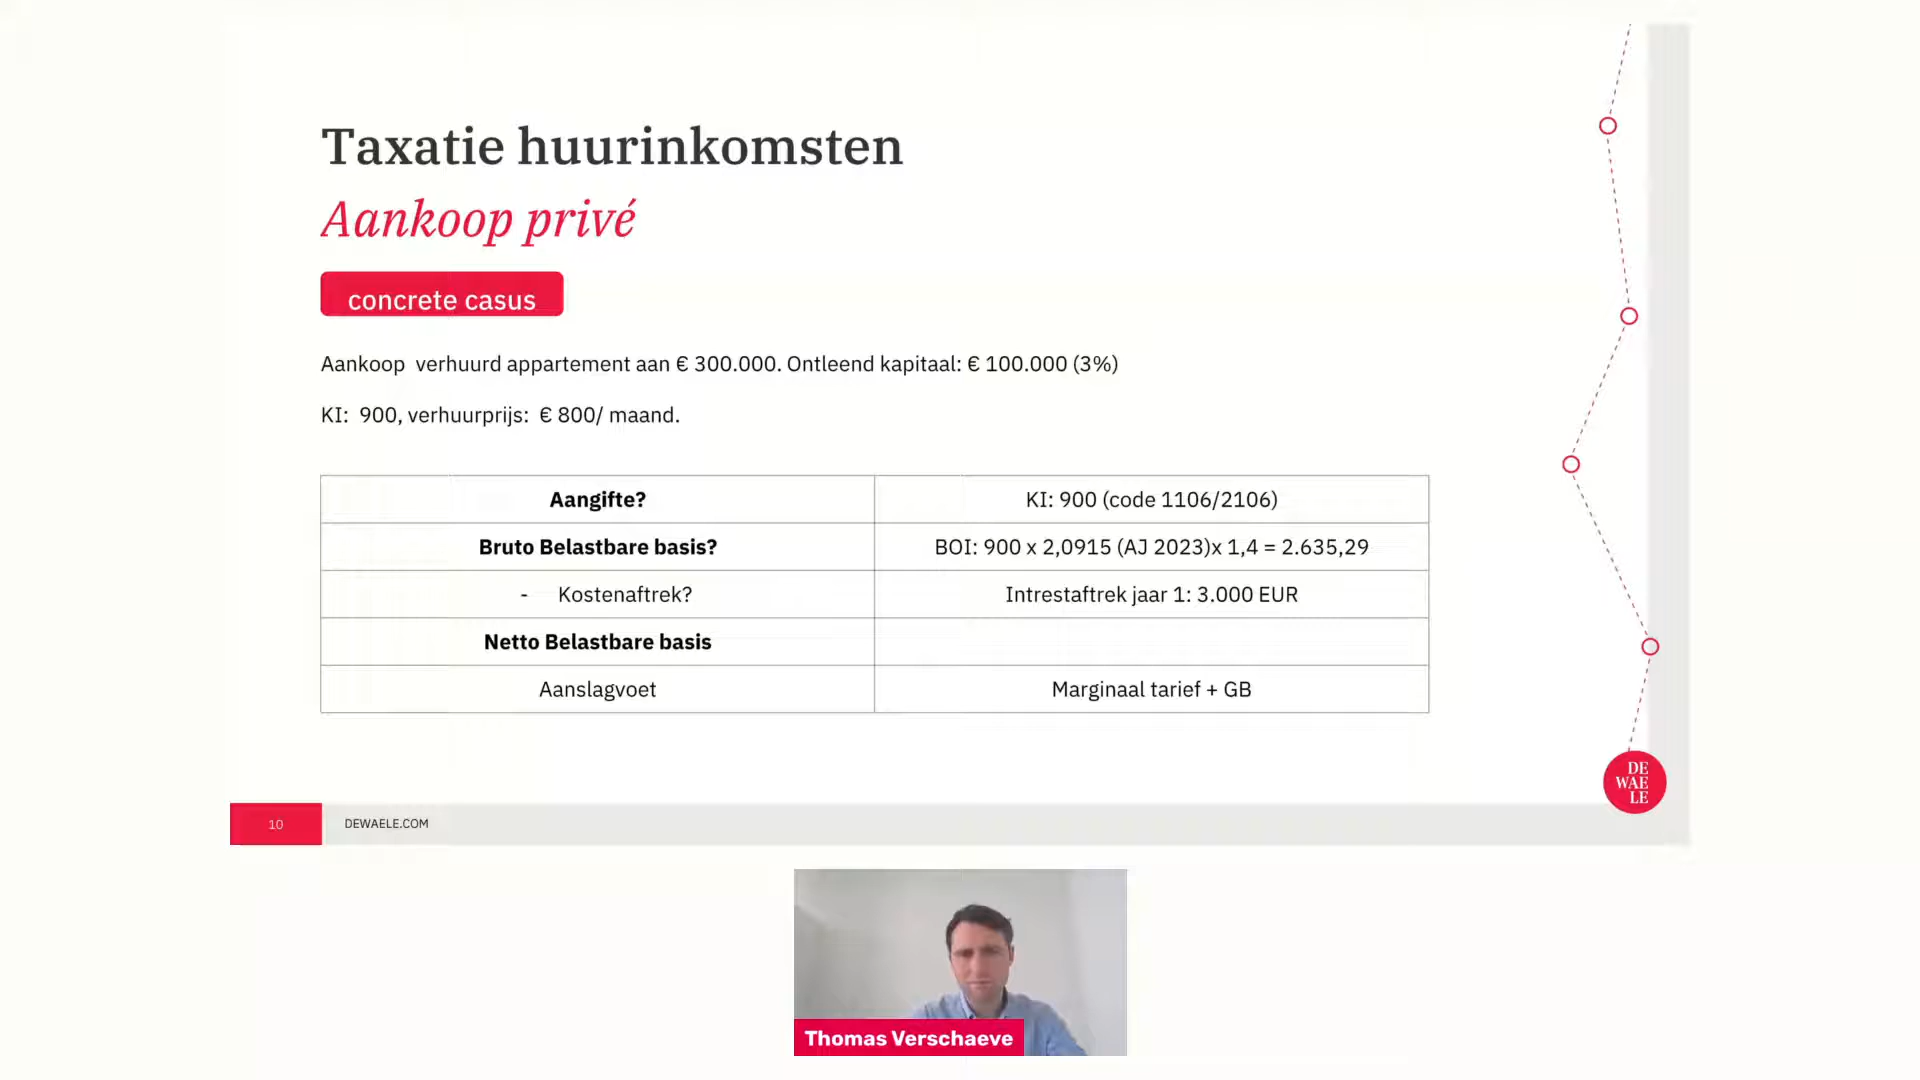 Taxatie huurinkomsten
Aankoop privé
concrete casus
Aankoop verhuurd appartement aan € 300.000. Ontleend kapitaal: € 100.000 (3%)
KI: 900, verhuurprijs: € 800/ maand.
Aangifte? KI: 900 (code 1106/2106)
Bruto Belastbare basis? BOI: 900 x 2,0915 (AJ 2023)x 1,4 = 2.635,29
- Kostenaftrek? Intrestaftrek jaar 1: 3.000 EUR
Netto Belastbare basis
Aanslagvoet Marginaal tarief + GB
DE
WAE
LE
10 DEWAELE.COM
Thomas Verschaeve